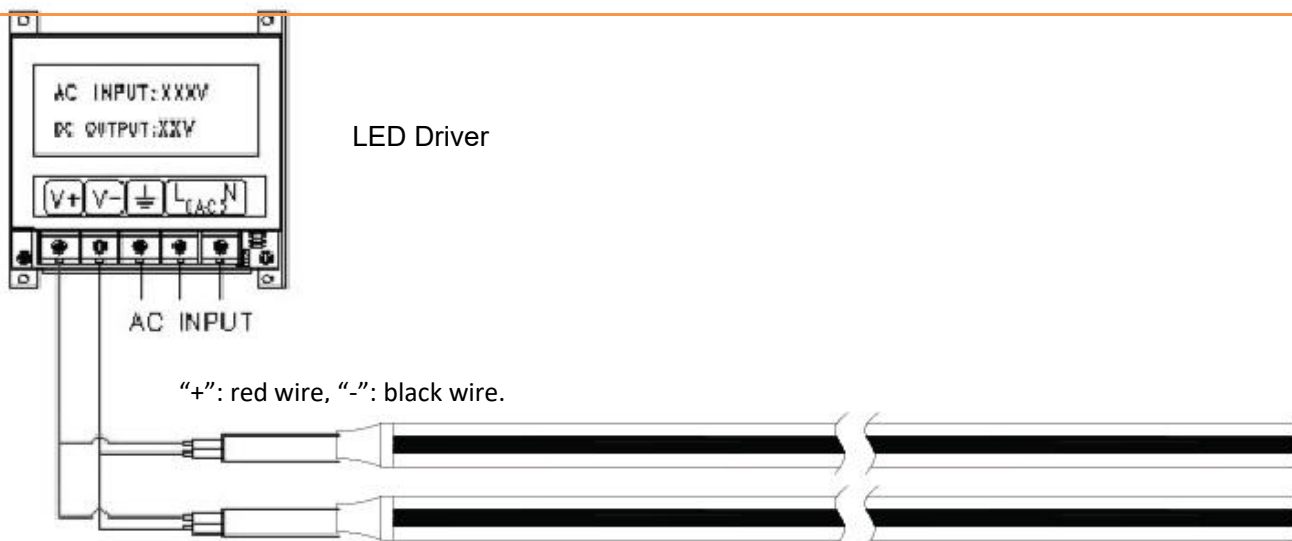 AC INPUT:XXXV
DC OUTPUT:XXV
LED Driver
V+ V- L(AC)N
AC INPUT
“+”: red wire, “-”: black wire.